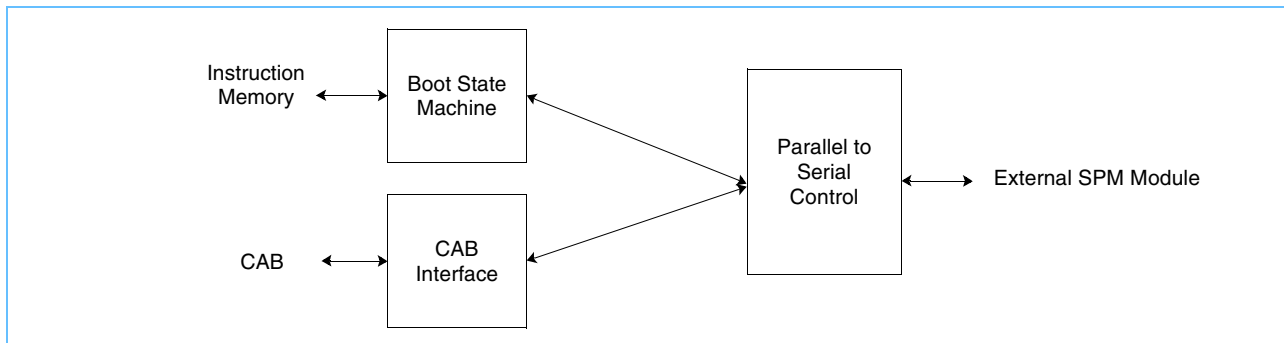 Instruction
Memory
Boot State
Machine
Parallel to
Serial
Control
External SPM Module
CAB
CAB
Interface